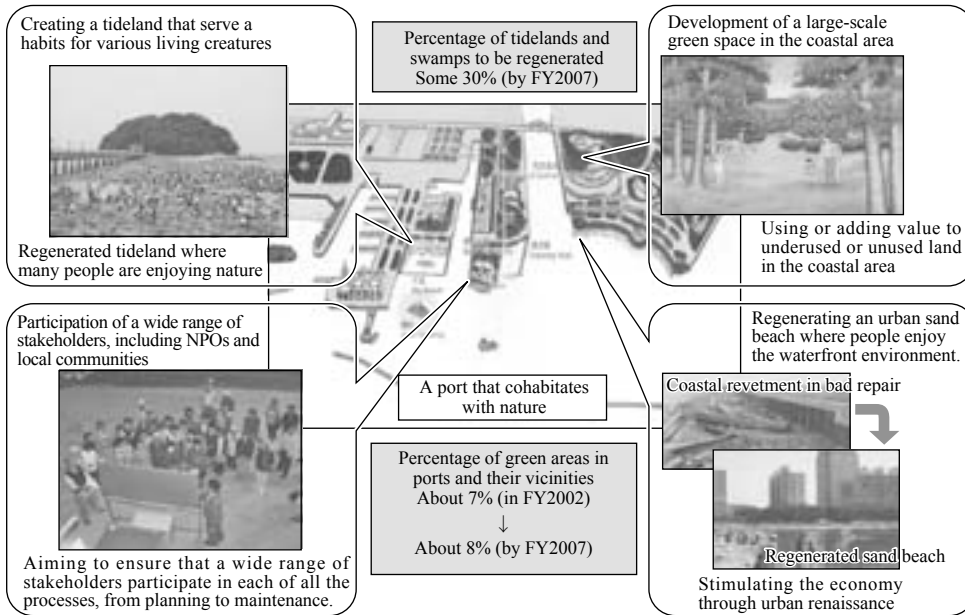 Creating a tideland that serve a
habits for various living creatures
Regenerated tideland where
many people are enjoying nature
Percentage of tidelands and
swamps to be regenerated
Some 30% (by FY2007)
Development of a large-scale
green space in the coastal area
Using or adding value to
underused or unused land
in the coastal area
Participation of a wide range of
stakeholders, including NPOs and
local communities
Aiming to ensure that a wide range of
stakeholders participate in each of all the
processes, from planning to maintenance.
A port that cohabitates
with nature
Percentage of green areas in
ports and their vicinities
About 7% (in FY2002)
↓
About 8% (by FY2007)
Regenerating an urban sand
beach where people enjoy
the waterfront environment.
Coastal revetment in bad repair
Regenerated sand beach
Stimulating the economy
through urban renaissance